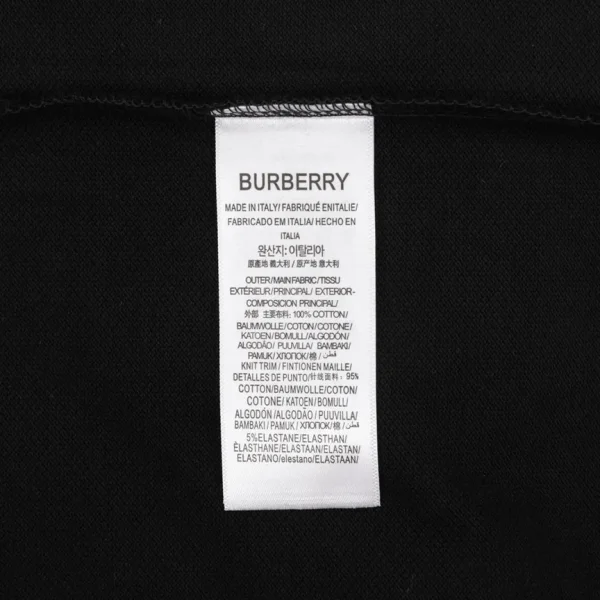 BURBERRY
MADE IN ITALY/ FABRIQUÉ ENITALIE/
FABRICADO EM ITALIA/ HECHO EN
ITALIA
완산지: 이탈리아
原產地 義大利 / 原产地 意大利
OUTER/MAIN FABRIC/TISSU
EXTÉRIEUR/PRINCIPAL/ EXTERIOR-
COMPOSICION PRINCIPAL/
外部 主要布料: 100% COTTON/
BAUMWOLLE/COTON/COTONE/
KATOEN/BOMULL/ALGODÓN/
ALGODÃO/ PUUVILLA/ BAMBAKI/
PAMUK/ХЛОПОК/棉/ قطن/
KNIT TRIM / FINTIONEN MAILLE/
DETALLES DE PUNTO/针线面料: 95%
COTTON/BAUMWOLLE/COTON/
COTONE/ KATOEN/ BOMULL/
ALGODÓN /ALGODÃO / PUUVILLA/
BAMBAKI / PAMUK / ХЛОПОК/棉/ قطن/
5%ELASTANE/ELASTHAN/
ÈLASTHANE/ELASTAAN/ ELASTAN/
ELASTANO/elestano/ELASTAAN/